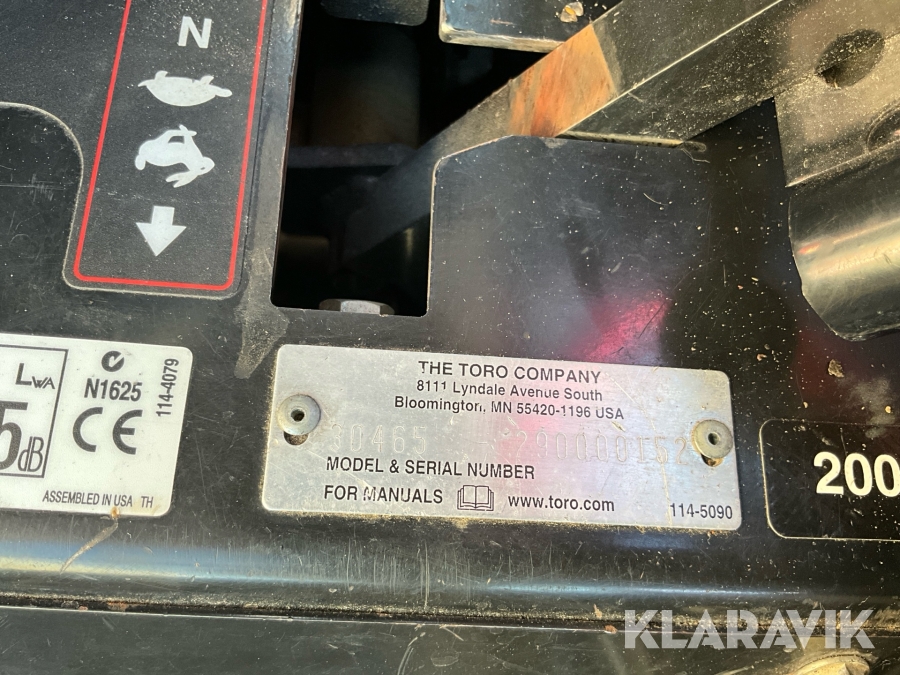 N
LWA
5dB
N1625
CE
114-4079
ASSEMBLED IN USA TH
THE TORO COMPANY
8111 Lyndale Avenue South
Bloomington, MN 55420-1196 USA
30465 - 290000152
MODEL & SERIAL NUMBER
FOR MANUALS www.toro.com
114-5090
200
KLARAVIK